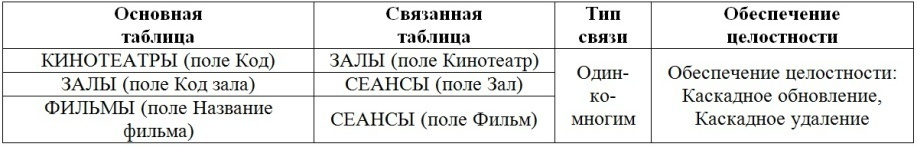 Основная таблица | Связанная таблица | Тип связи | Обеспечение целостности
КИНОТЕАТРЫ (поле Код) | ЗАЛЫ (поле Кинотеатр) | Один-ко-многим | Обеспечение целостности: Каскадное обновление, Каскадное удаление
ЗАЛЫ (поле Код зала) | СЕАНСЫ (поле Зал)
ФИЛЬМЫ (поле Название фильма) | СЕАНСЫ (поле Фильм)